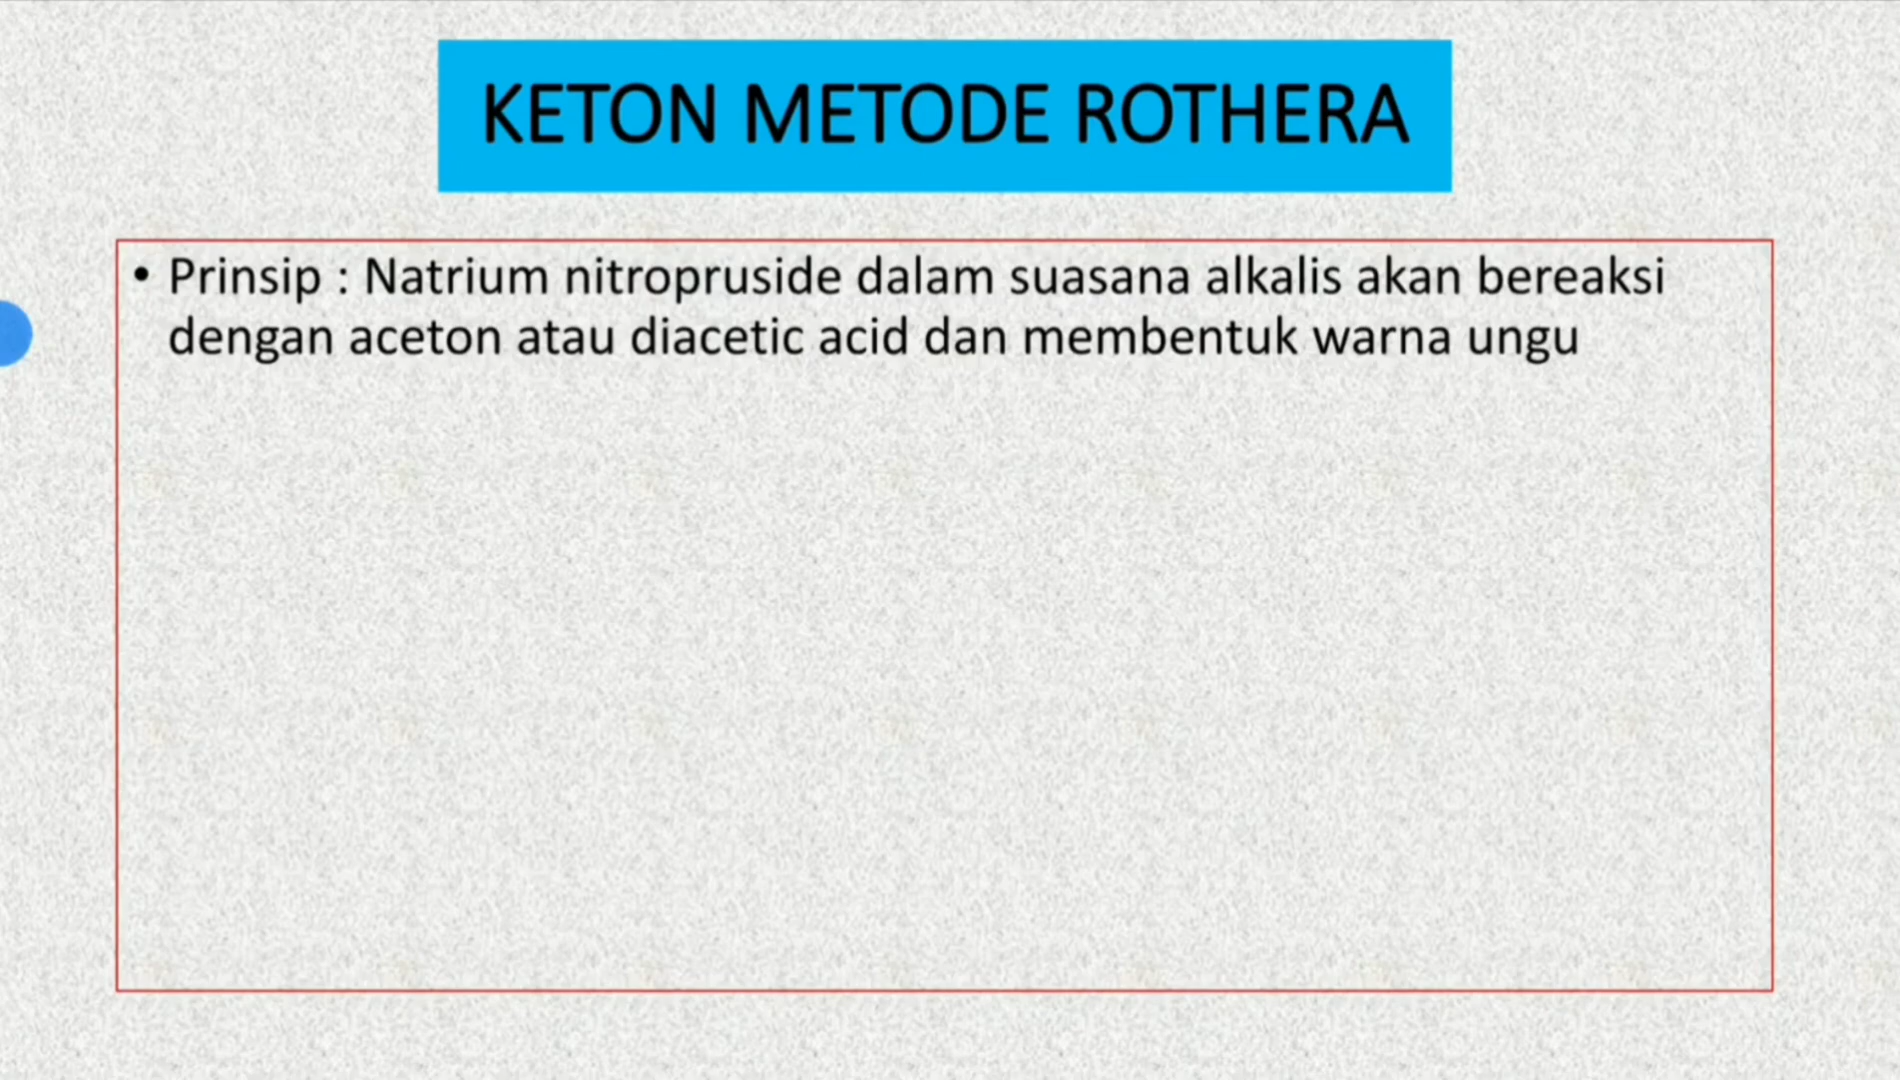 KETON METODE ROTHERA
• Prinsip : Natrium nitropruside dalam suasana alkalis akan bereaksi
dengan aceton atau diacetic acid dan membentuk warna ungu